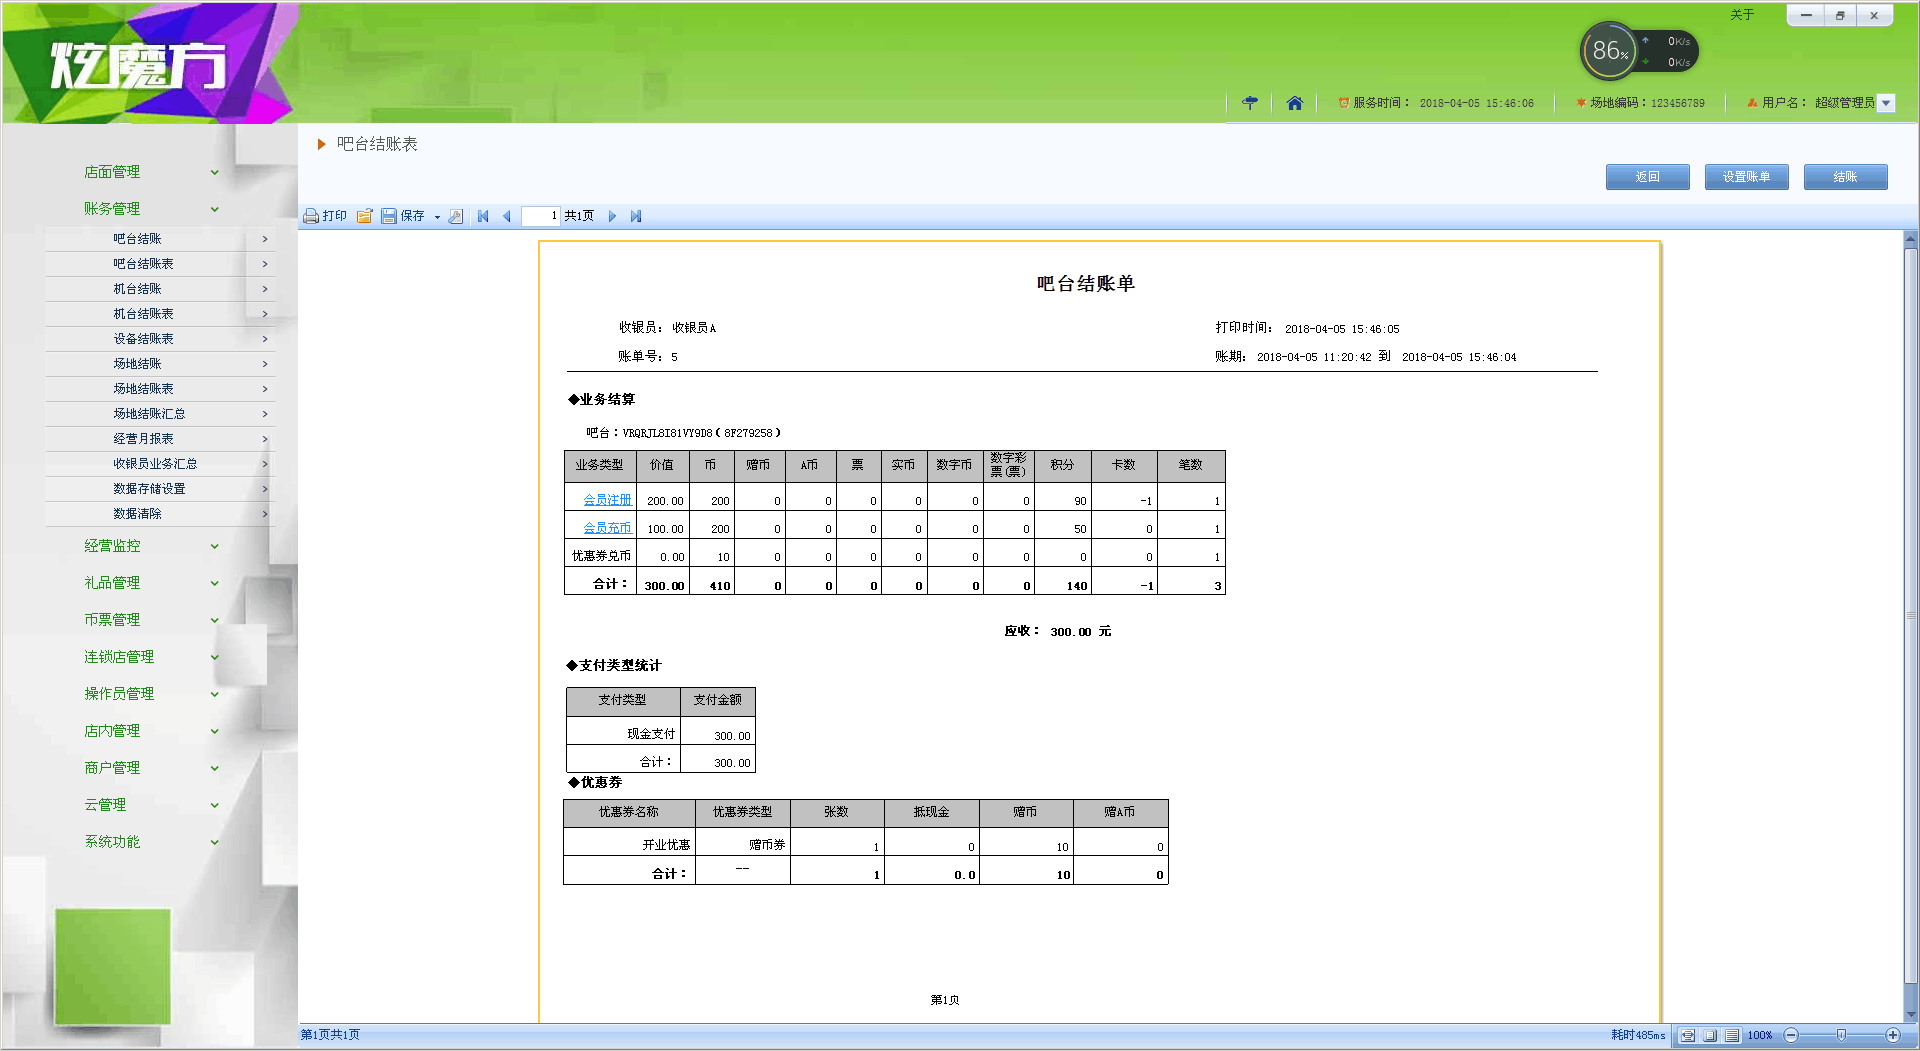 炫魔方
关于
86%
0K/s
0K/s
服务时间： 2018-04-05 15:46:06
场地编码：123456789
用户名： 超级管理员
店面管理
账务管理
吧台结账
吧台结账表
机台结账
机台结账表
设备结账表
场地结账
场地结账表
场地结账汇总
经营月报表
收银员业务汇总
数据存储设置
数据清除
经营监控
礼品管理
币票管理
连锁店管理
操作员管理
店内管理
商户管理
云管理
系统功能
吧台结账表
返回 设置账单 结账
打印 保存 1 共1页
吧台结账单
收银员： 收银员A 打印时间： 2018-04-05 15:46:05
账单号： 5 账期： 2018-04-05 11:20:42 到 2018-04-05 15:46:04
◆业务结算
吧台：VRQRJL8I81VY9D8(8F279258)
业务类型 价值 币 赠币 A币 票 实币 数字币 数字彩票(票) 积分 卡数 笔数
会员注册 200.00 200 0 0 0 0 0 0 90 -1 1
会员充币 100.00 200 0 0 0 0 0 0 50 0 1
优惠券兑币 0.00 10 0 0 0 0 0 0 0 0 1
合计： 300.00 410 0 0 0 0 0 0 140 -1 3
应收： 300.00 元
◆支付类型统计
支付类型 支付金额
现金支付 300.00
合计： 300.00
◆优惠券
优惠券名称 优惠券类型 张数 抵现金 赠币 赠A币
开业优惠 赠币券 1 0 10 0
合计： -- 1 0.0 10 0
第1页
第1页共1页 耗时485ms 100%